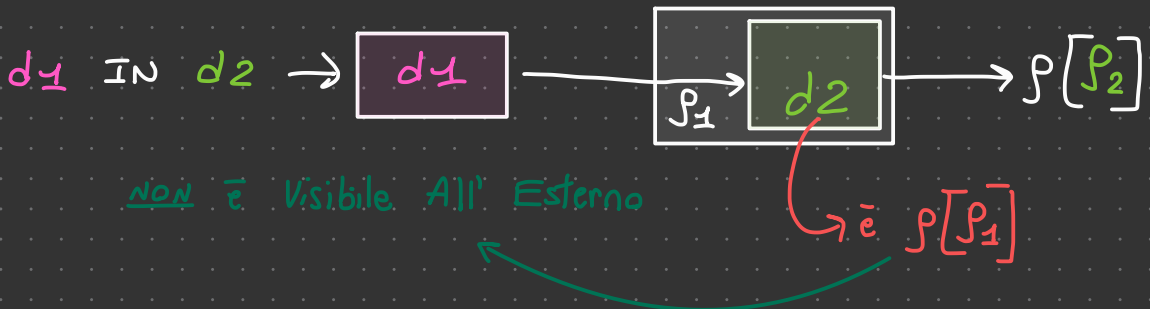 d1 IN d2 → d1 → ρ1 d2 → ρ[ρ2]
NON ē Visibile All' Esterno
ē ρ[ρ1]